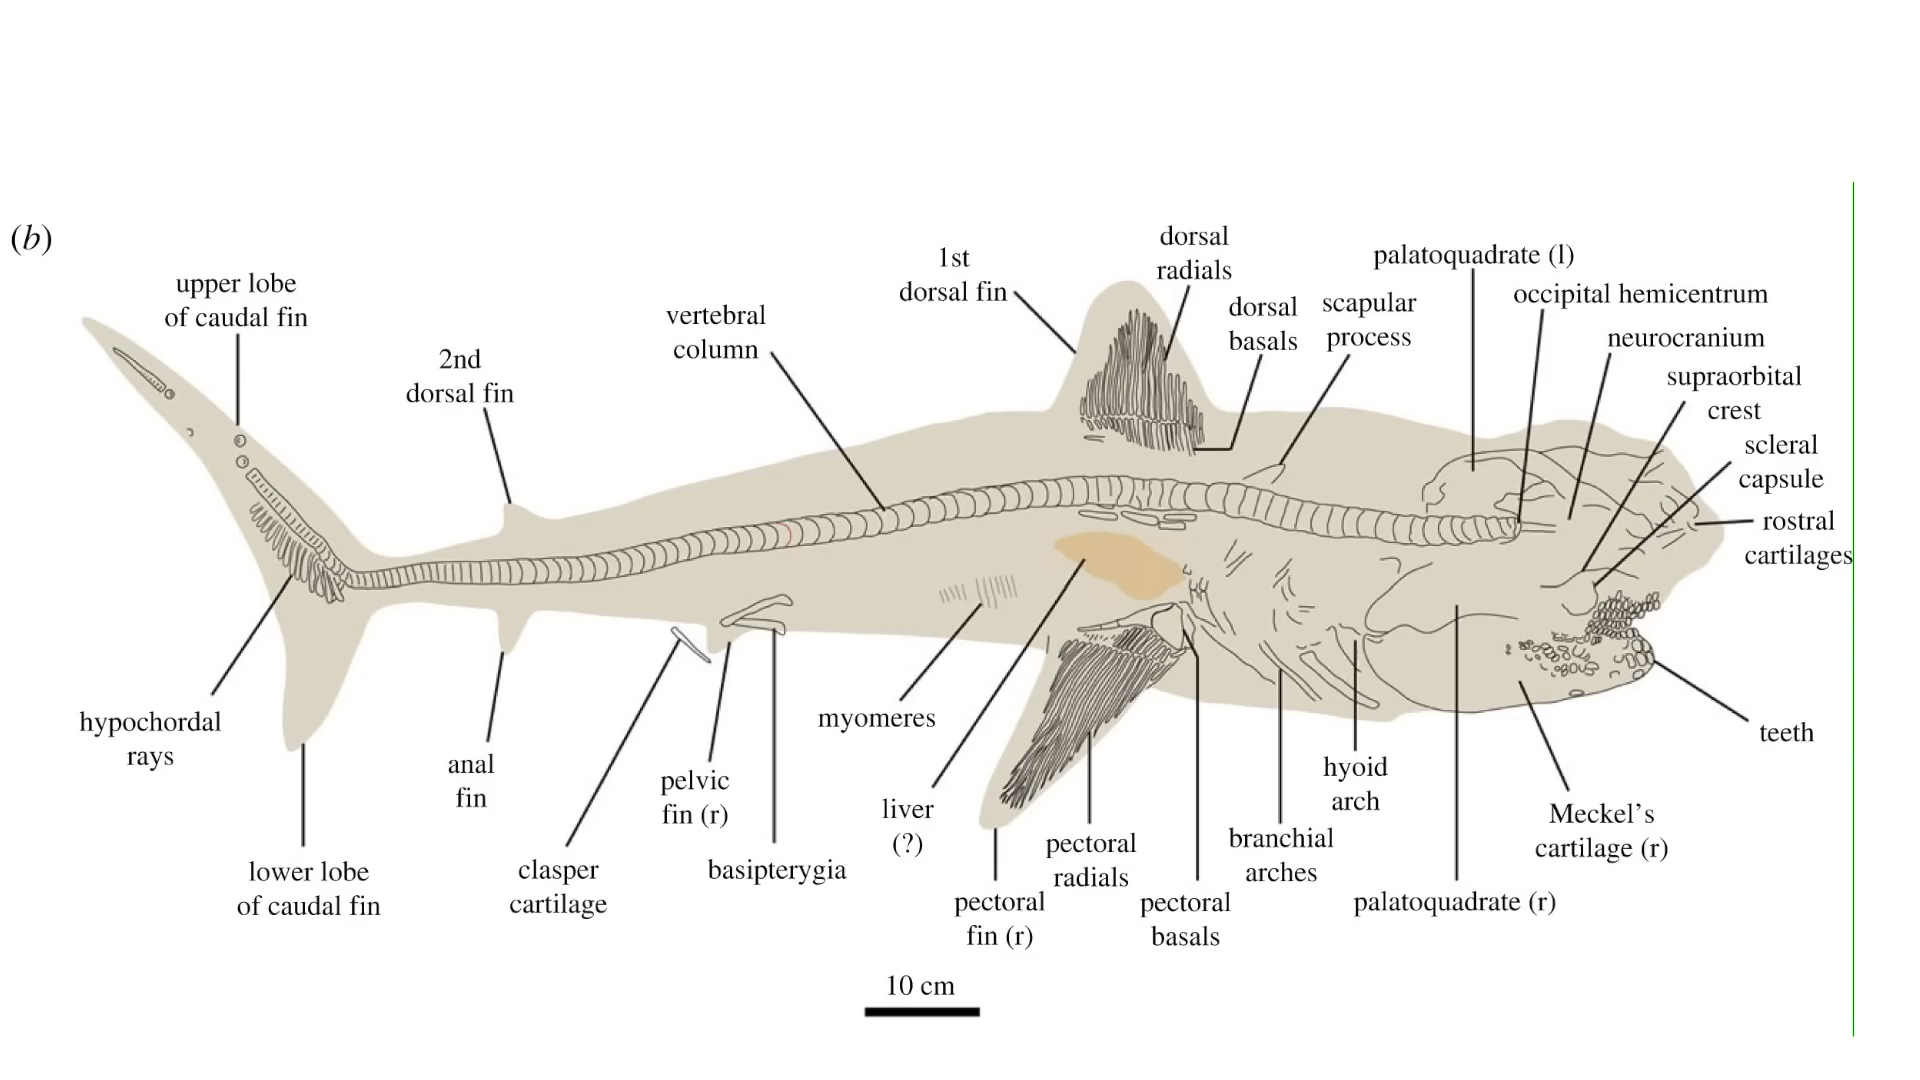 (b)
upper lobe
of caudal fin
2nd
dorsal fin
vertebral
column
1st
dorsal fin
dorsal
radials
dorsal
basals
scapular
process
palatoquadrate (l)
occipital hemicentrum
neurocranium
supraorbital
crest
scleral
capsule
rostral
cartilages
teeth
Meckel’s
cartilage (r)
palatoquadrate (r)
hyoid
arch
branchial
arches
pectoral
basals
pectoral
radials
pectoral
fin (r)
liver
(?)
myomeres
basipterygia
pelvic
fin (r)
clasper
cartilage
anal
fin
lower lobe
of caudal fin
hypochordal
rays
10 cm